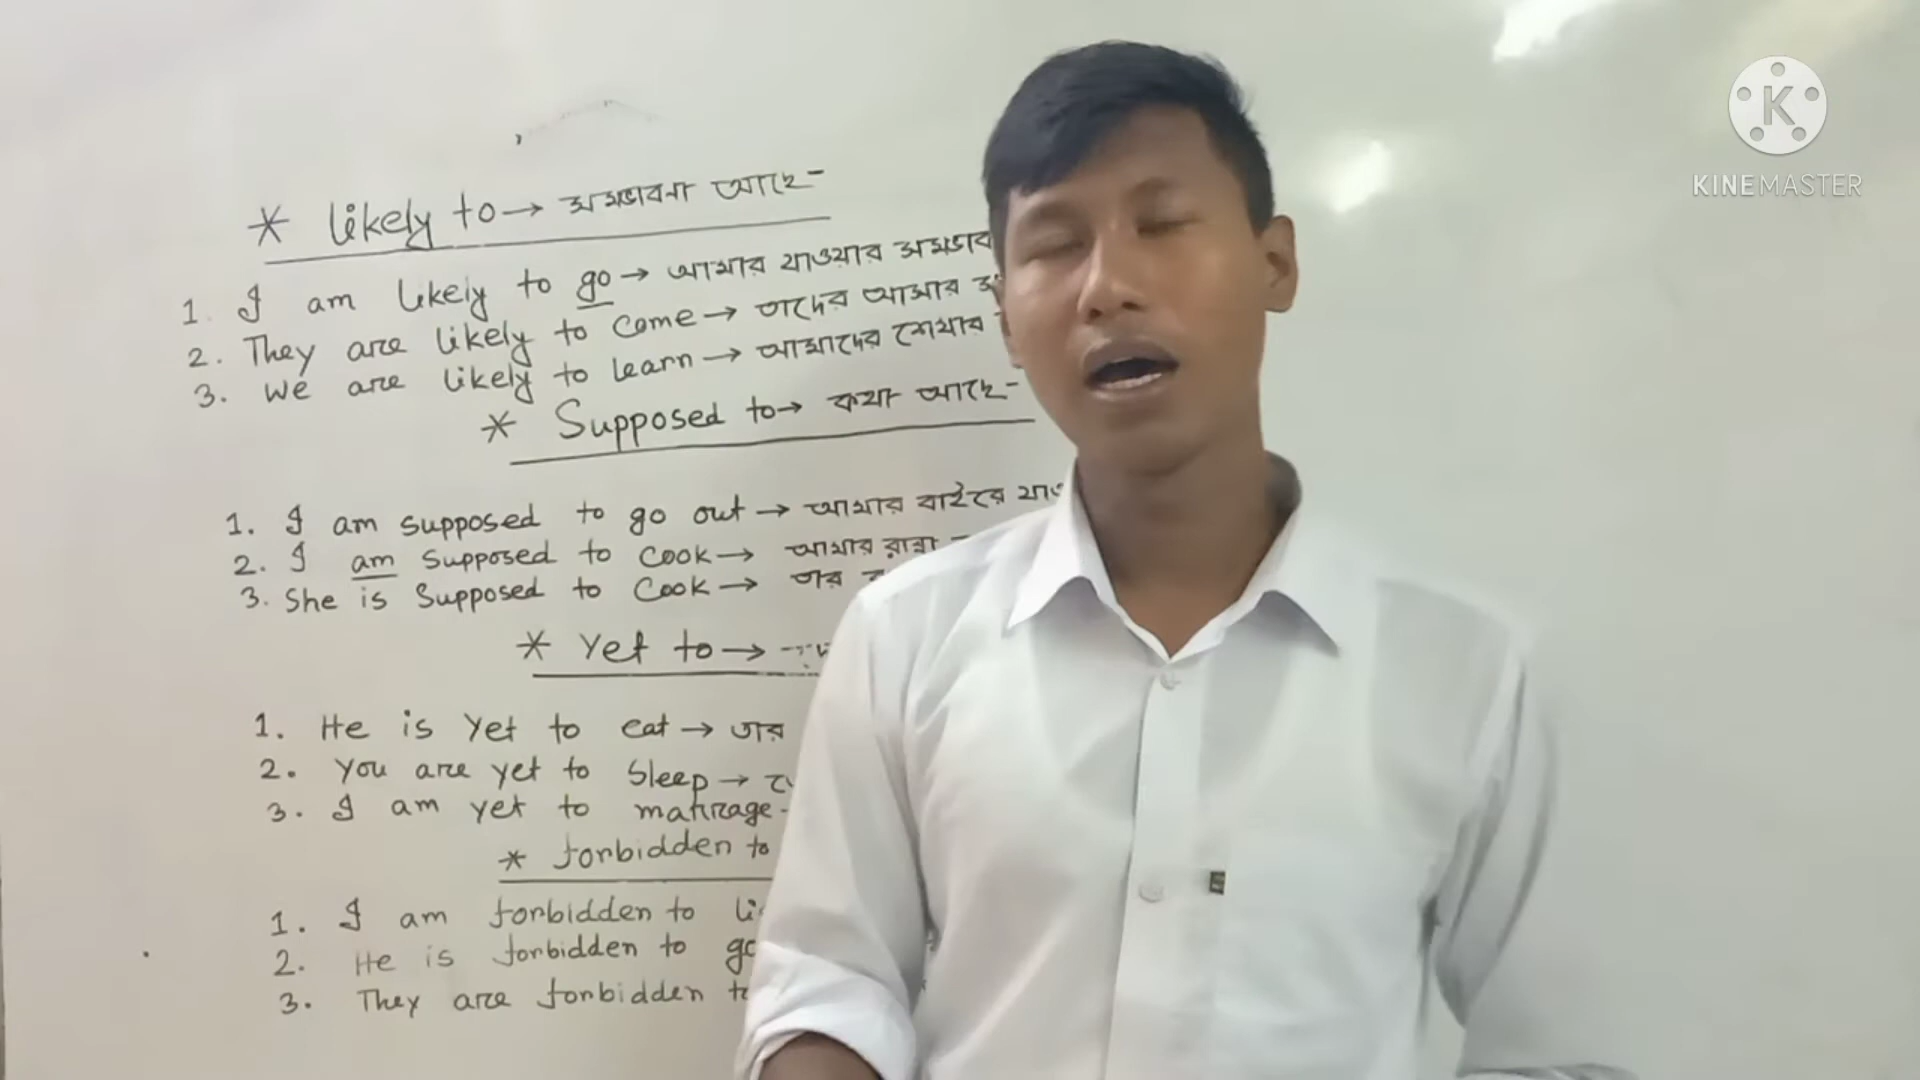 KINEMASTER
* likely to → সম্ভাবনা আছে-
1. I am likely to go → আমার যাওয়ার
2. They are likely to come → তাদের আসার
3. we are likely to learn → আমাদের শেখার
* Supposed to → কথা আছে-
1. I am supposed to go out → আমার বাইরে
2. I am supposed to cook → আমার রান্না
3. She is supposed to cook → তার
* yet to →
1. He is yet to eat → তার
2. You are yet to sleep →
3. I am yet to
* forbidden to
1. I am forbidden to
2. He is forbidden to
3. They are forbidden